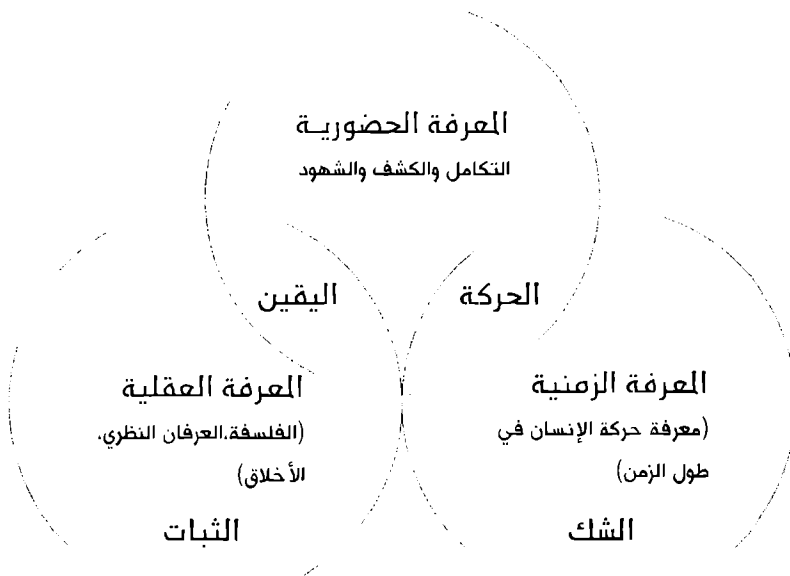 المعرفة الحضورية
التكامل والكشف والشهود
الحركة
اليقين
المعرفة الزمنية
(معرفة حركة الإنسان في
طول الزمن)
الشك
المعرفة العقلية
(الفلسفة.العرفان النظري.
الأخلاق)
الثبات